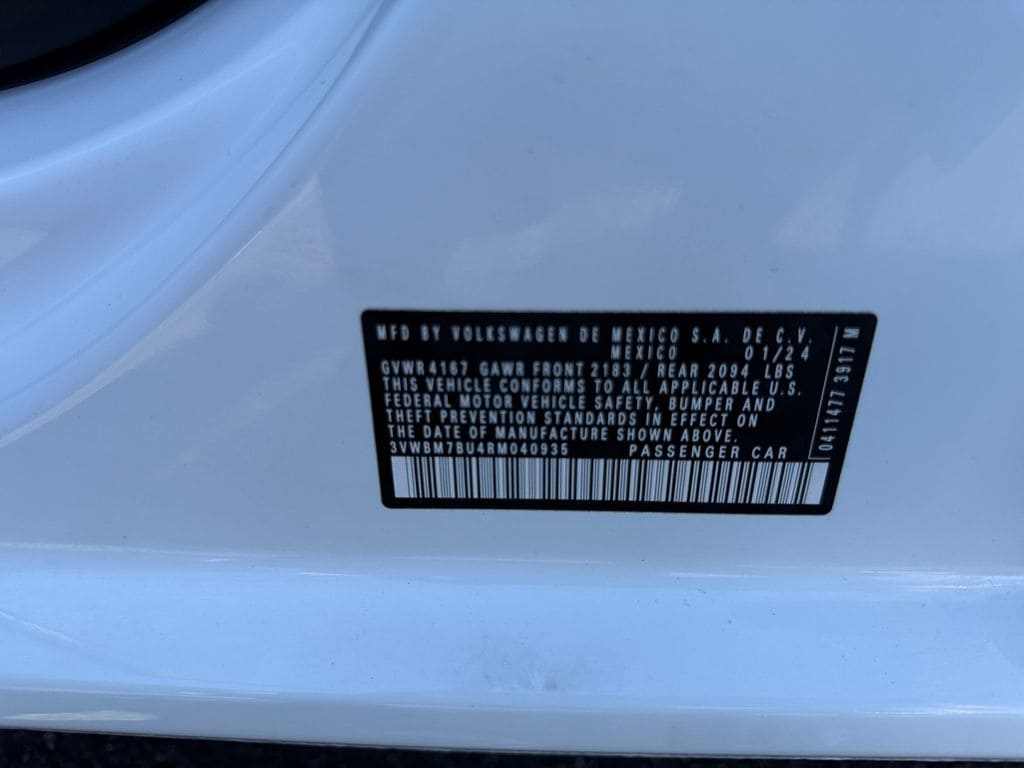 MFD BY VOLKSWAGEN DE MEXICO S.A. DE C.V.
MEXICO 01/24
GVWR 4167 GAWR FRONT 2183 / REAR 2094 LBS
THIS VEHICLE CONFORMS TO ALL APPLICABLE U.S.
FEDERAL MOTOR VEHICLE SAFETY, BUMPER AND
THEFT PREVENTION STANDARDS IN EFFECT ON
THE DATE OF MANUFACTURE SHOWN ABOVE.
3VWBM7BU4RM040935 PASSENGER CAR
0411477 3917 M